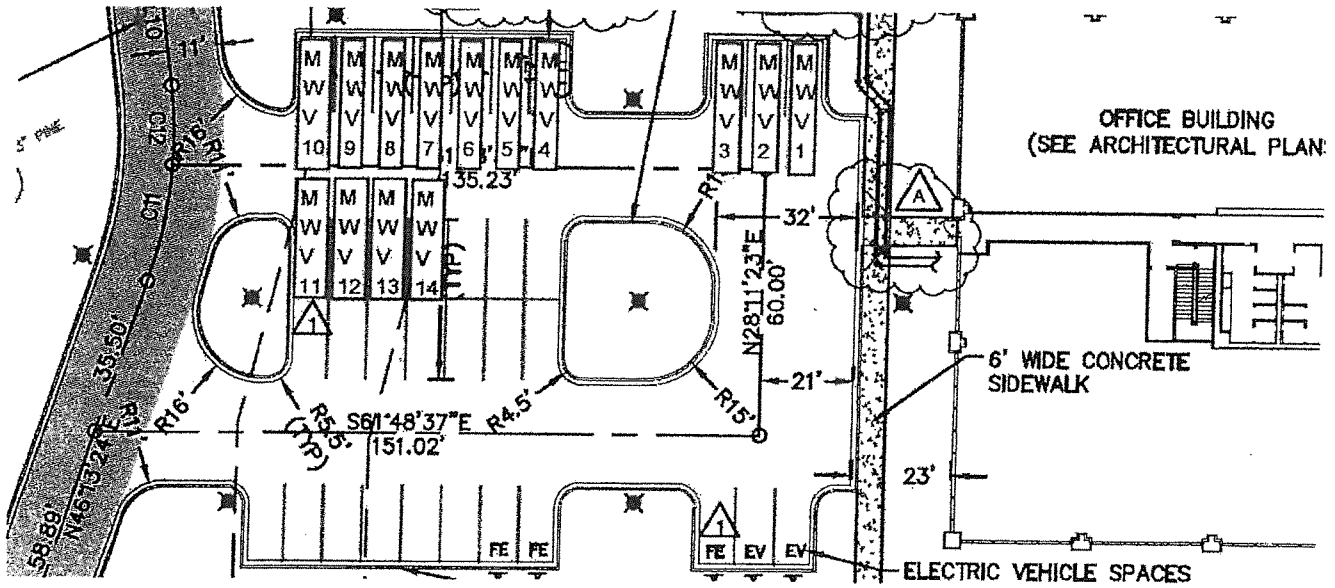 11'
C12
R16'
5" PINE
M W V 10
M W V 9
M W V 8
M W V 7
M W V 6
M W V 5
M W V 4
M W V 3
M W V 2
M W V 1
OFFICE BUILDING
(SEE ARCHITECTURAL PLANS
135.23'
A
C11
M W V 11
M W V 12
M W V 13
M W V 14
(TYP)
32'
N28°11'23"E
60.00'
1
35.50'
6' WIDE CONCRETE
SIDEWALK
21'
R16'
R5.5'
(TYP)
R4.5'
R15'
S61°48'37"E
151.02'
N46°13'24"E
58.89'
23'
1
FE FE
FE EV EV
ELECTRIC VEHICLE SPACES